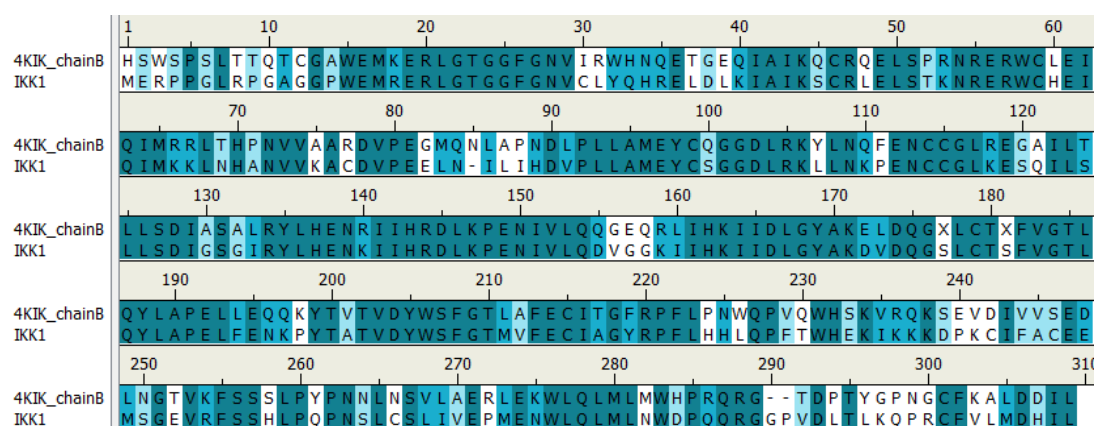 1 10 20 30 40 50 60
4KIK_chainB HSWSPSLTTQTCGAWEMKERLGTGGFGNVIRWHNQETGEQIAIKQCRQELSPRNRERWCLEI
IKK1 MERPPGLRPGAGGPWEMRERLGTGGFGNVCLYQHRELDLKIAIKSCRLELSTKNRERWCHEI
70 80 90 100 110 120
4KIK_chainB QIMRRLTHPNVVAARDVPEGMQNLAPNDLPLLAMEYCQGGDLRKYLNQFENCCGLREGAILT
IKK1 QIMKKLNHANVVKACDVPEELN-ILIHDVPLLAMEYCSGGDLRKLLNKPENCCGLKESQILS
130 140 150 160 170 180
4KIK_chainB LLSDIASALRYLHENRIIHRDLKPENIVLQQGEQRLIHKIIDLGYAKELDQGXLCTXFVGTL
IKK1 LLSDIGSGIRYLHENRIIHRDLKPENIVLQDVGGKIIHKIIDLGYAKDVDQGSLCTSFVGTL
190 200 210 220 230 240
4KIK_chainB QYLAPELLEQQKYTVTVDYWSFGTLAFECITGFRPFLPNWQPVQWHSKVRQKSEVDIVVSED
IKK1 QYLAPELFENKPYTATVDYWSFGTMVFECIAGYRPFLHHLQPFTWHEKIKKKDPKCIFACEE
250 260 270 280 290 300 310
4KIK_chainB LNGTVKFSSSLPYPNNLNSVLAERLEKWLQLMLMWHPRQRG--TDPTYGPNGCFKALDDIL
IKK1 MSGEVRFSSHLPQPNSLCSLIVEPMENWLQLMLNWDPQQRGGPVDLTLKQPRCFVLMDHIL